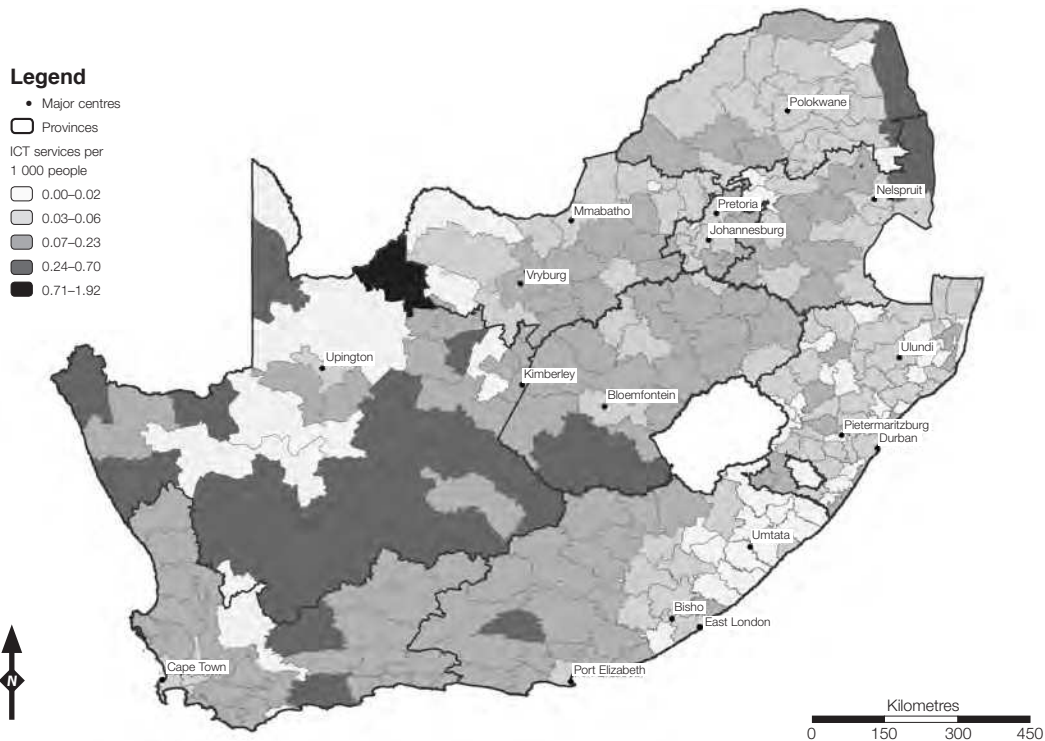 Legend
Major centres
Provinces
ICT services per
1 000 people
0.00–0.02
0.03–0.06
0.07–0.23
0.24–0.70
0.71–1.92
Polokwane
Nelspruit
Pretoria
Mmabatho
Johannesburg
Vryburg
Ulundi
Upington
Kimberley
Bloemfontein
Pietermaritzburg
Durban
Umtata
Bisho
East London
Cape Town
Port Elizabeth
N
Kilometres
0 150 300 450